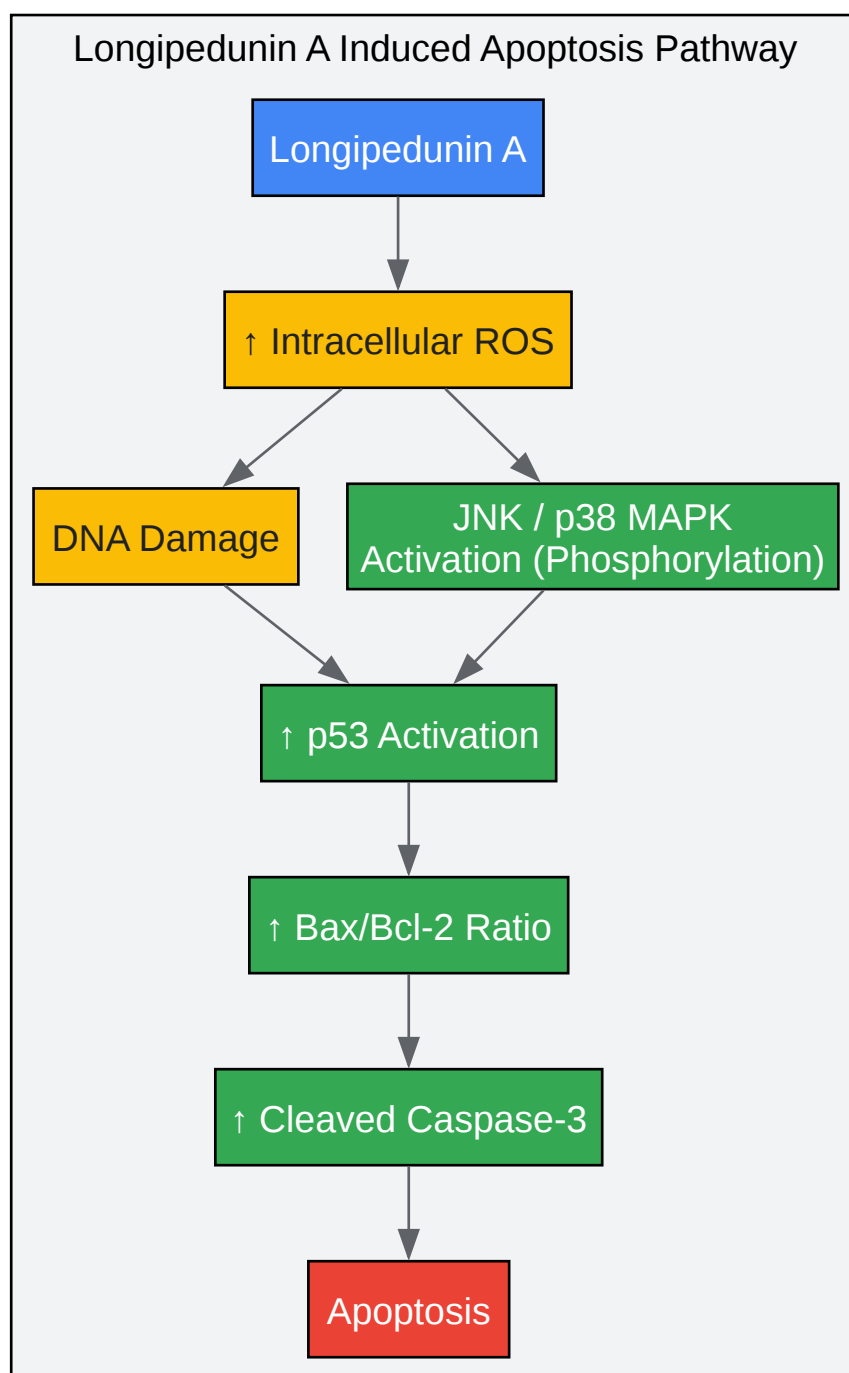 Longipedunin A Induced Apoptosis Pathway
Longipedunin A
↑ Intracellular ROS
DNA Damage
JNK / p38 MAPK
Activation (Phosphorylation)
↑ p53 Activation
↑ Bax/Bcl-2 Ratio
↑ Cleaved Caspase-3
Apoptosis